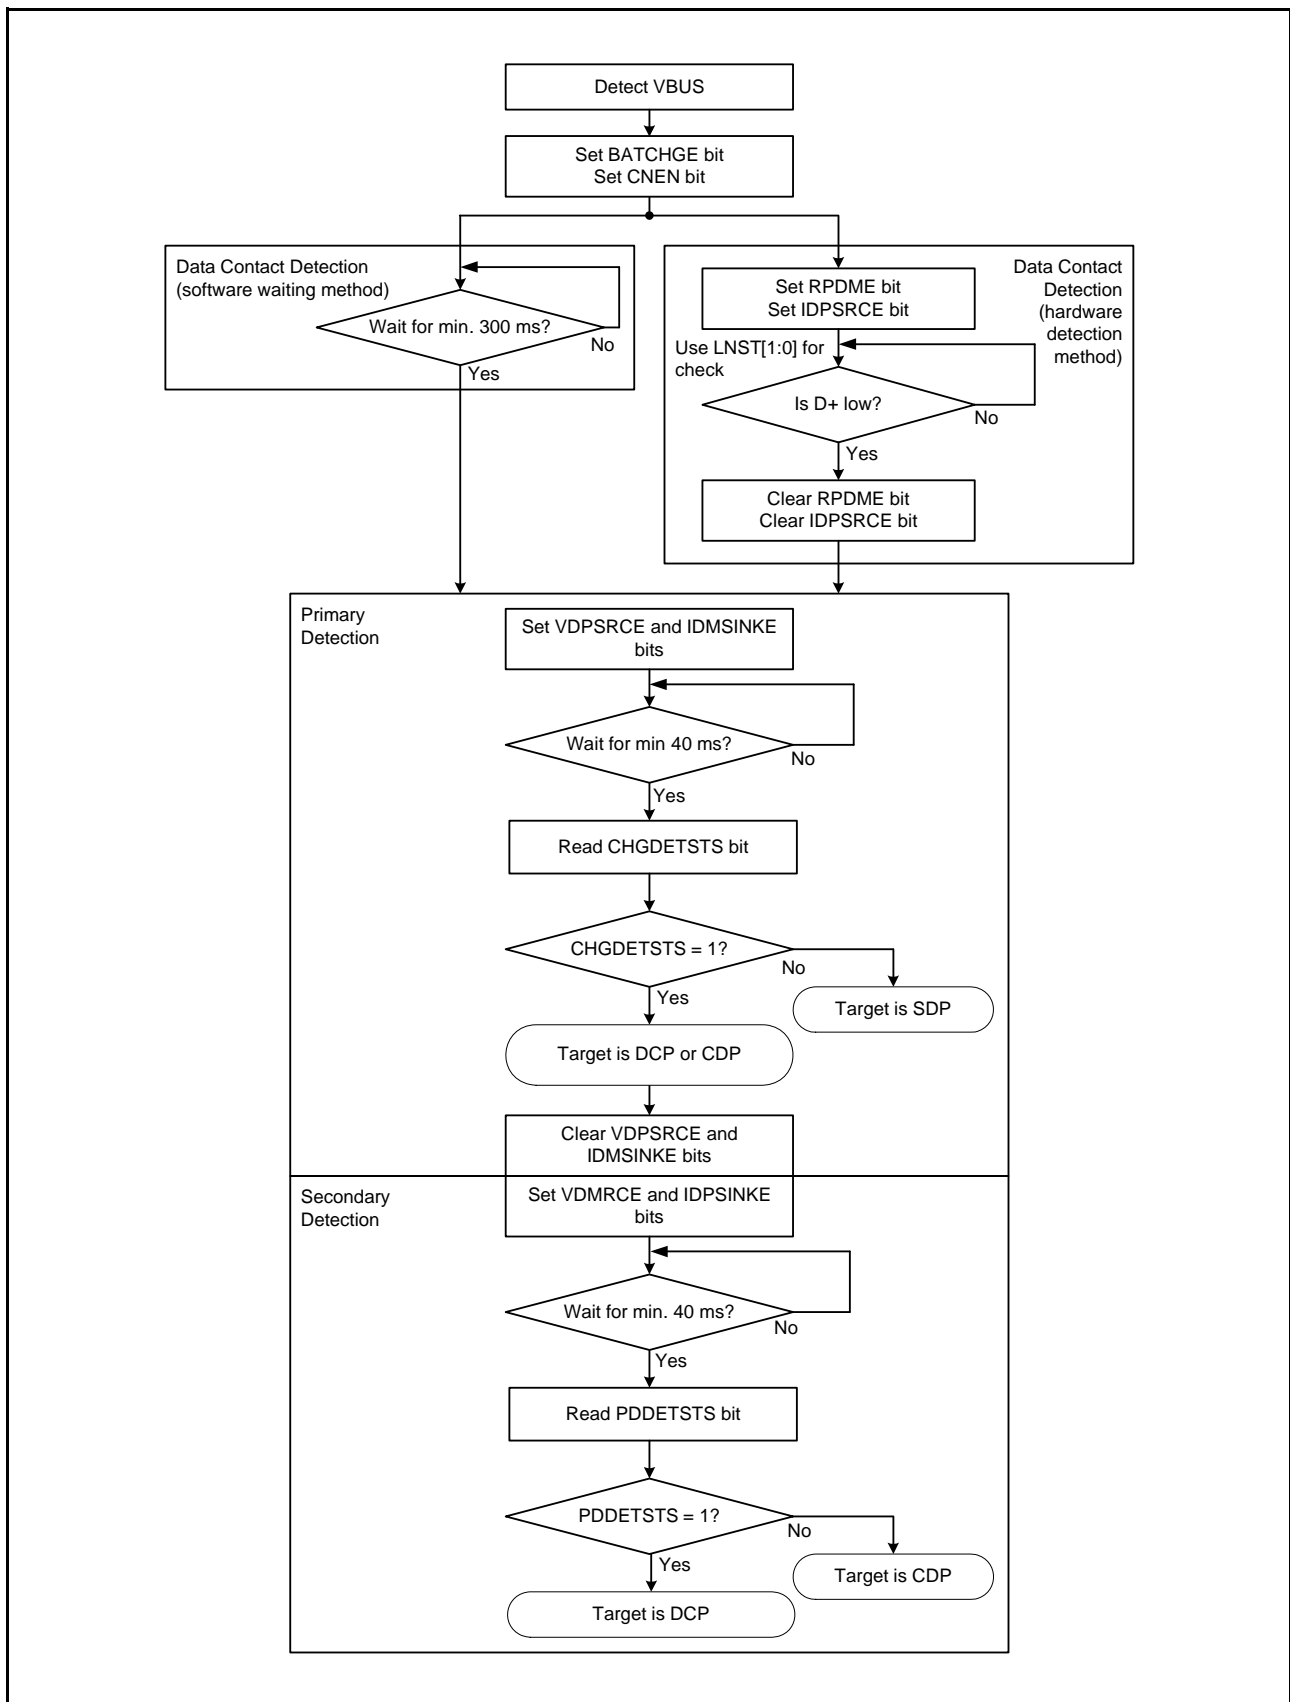 Detect VBUS
Set BATCHGE bit
Set CNEN bit
Data Contact Detection
(software waiting method)
Wait for min. 300 ms?
No
Yes
Data Contact
Detection
(hardware
detection
method)
Set RPDME bit
Set IDPSRCE bit
Use LNST[1:0] for
check
Is D+ low?
No
Yes
Clear RPDME bit
Clear IDPSRCE bit
Primary
Detection
Set VDPSRCE and IDMSINKE
bits
Wait for min 40 ms?
No
Yes
Read CHGDETSTS bit
CHGDETSTS = 1?
No
Yes
Target is SDP
Target is DCP or CDP
Clear VDPSRCE and
IDMSINKE bits
Secondary
Detection
Set VDMRCE and IDPSINKE
bits
Wait for min. 40 ms?
No
Yes
Read PDDETSTS bit
PDDETSTS = 1?
No
Yes
Target is CDP
Target is DCP